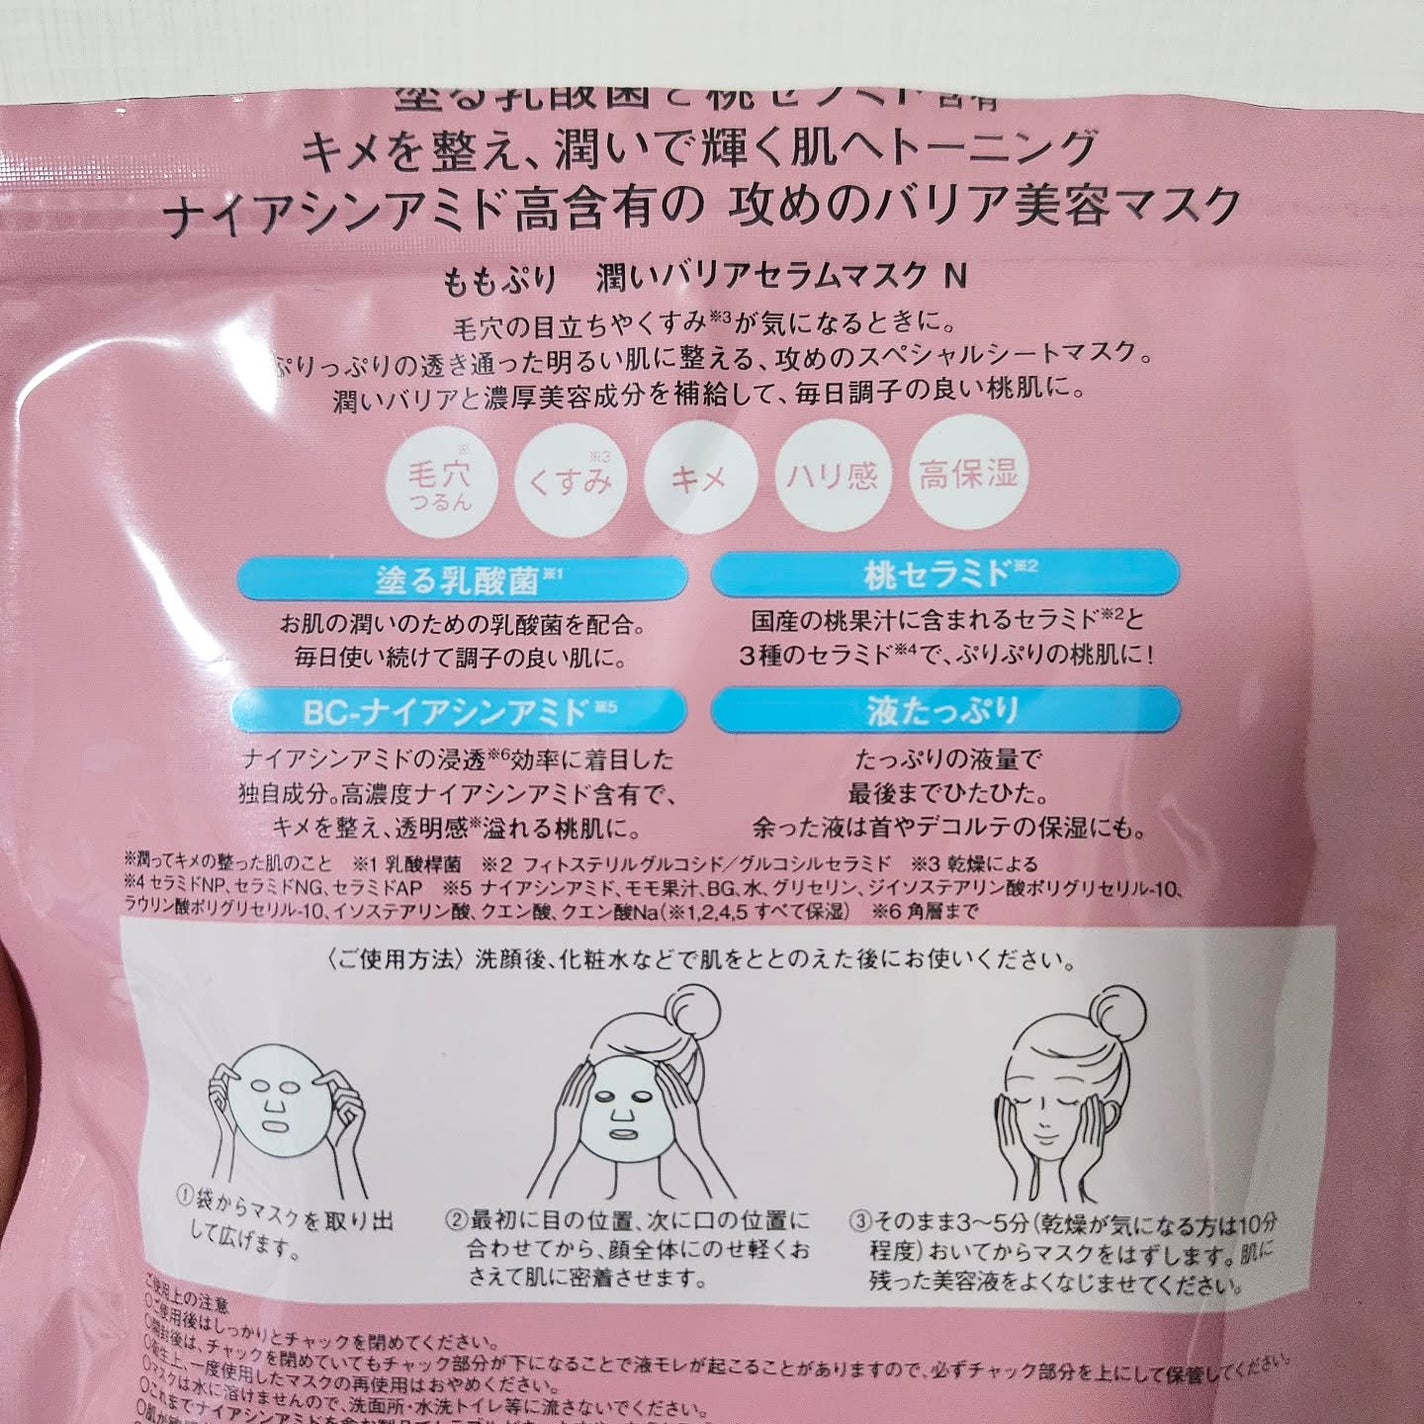 塗る乳酸菌と桃セラミド含有
キメを整え、潤いで輝く肌へトーニング
ナイアシンアミド高含有の 攻めのバリア美容マスク
ももぷり 潤いバリアセラムマスク N
毛穴の目立ちやくすみ※3が気になるときに。
ぷりっぷりの透き通った明るい肌に整える、攻めのスペシャルシートマスク。
潤いバリアと濃厚美容成分を補給して、毎日調子の良い桃肌に。
毛穴※ つるん くすみ※3 キメ ハリ感 高保湿
塗る乳酸菌※1
お肌の潤いのための乳酸菌を配合。
毎日使い続けて調子の良い肌に。
桃セラミド※2
国産の桃果汁に含まれるセラミド※2と
3種のセラミド※4で、ぷりぷりの桃肌に!
BC-ナイアシンアミド※5
ナイアシンアミドの浸透※6効率に着目した
独自成分。高濃度ナイアシンアミド含有で、
キメを整え、透明感※溢れる桃肌に。
液たっぷり
たっぷりの液量で
最後までひたひた。
余った液は首やデコルテの保湿にも。
※潤ってキメの整った肌のこと ※1 乳酸桿菌 ※2 フィトステリルグルコシド/グルコシルセラミド ※3 乾燥による
※4 セラミドNP、セラミドNG、セラミドAP ※5 ナイアシンアミド、モモ果汁、BG、水、グリセリン、ジイソステアリン酸ポリグリセリル-10、
ラウリン酸ポリグリセリル-10、イソステアリン酸、クエン酸、クエン酸Na(※1,2,4,5 すべて保湿) ※6 角層まで
〈ご使用方法〉洗顔後、化粧水などで肌をととのえた後にお使いください。
①袋からマスクを取り出
して広げます。
②最初に目の位置、次に口の位置に
合わせてから、顔全体にのせ軽くお
さえて肌に密着させます。
③そのまま3〜5分(乾燥が気になる方は10分
程度)おいてからマスクをはずします。肌に
残った美容液をよくなじませてください。
ご使用上の注意
○ご使用後はしっかりとチャックを閉めてください。
○開封後は、チャックを閉めていてもチャック部分が下になることで液モレが起こることがありますので、必ずチャック部分を上にして保管してください。
○衛生上、一度使用したマスクの再使用はおやめください。
○マスクは水に溶けませんので、洗面所・水洗トイレ等に流さないでください。
○これまでナイアシンアミドを含む製品で